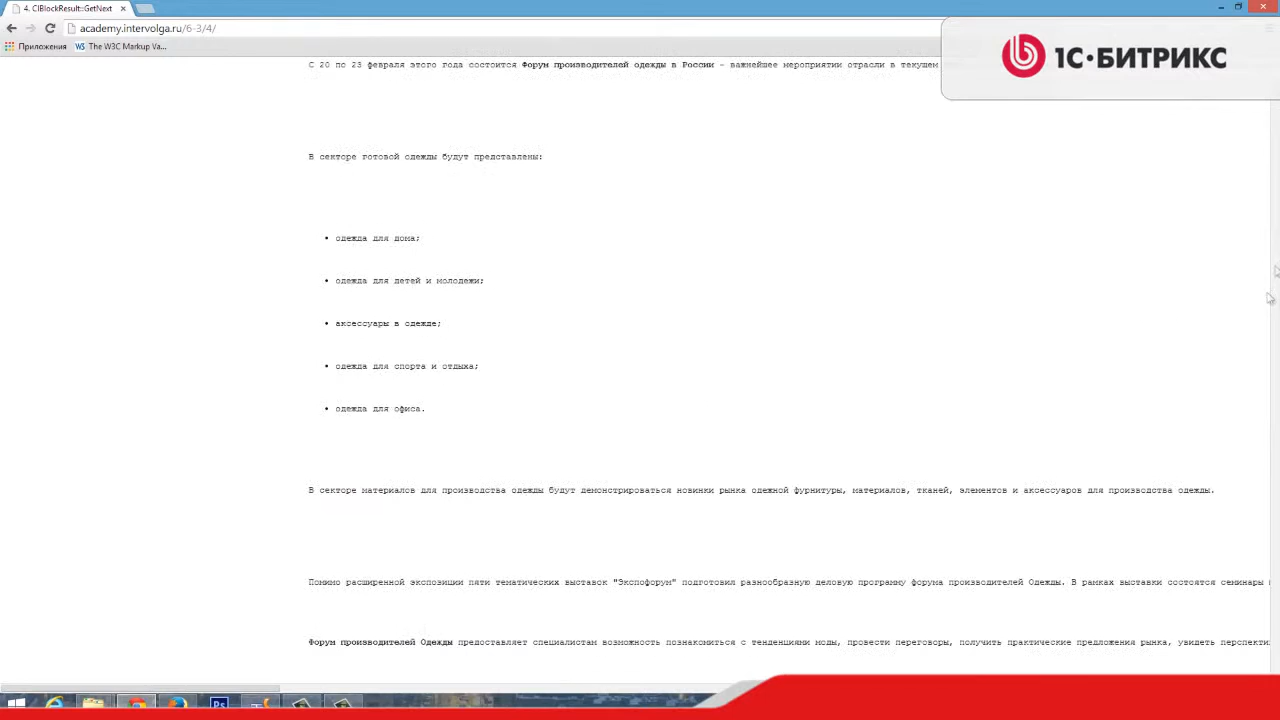 4. CIBlockResult::GetNext
academy.intervolga.ru/6-3/4/
Приложения
The W3C Markup Va...
1С·БИТРИКС
С 20 по 23 февраля этого года состоится Форум производителей одежды в России – важнейшее мероприятии отрасли в текущем
В секторе готовой одежды будут представлены:
• одежда для дома;
• одежда для детей и молодежи;
• аксессуары в одежде;
• одежда для спорта и отдыха;
• одежда для офиса.
В секторе материалов для производства одежды будут демонстрироваться новинки рынка одежной фурнитуры, материалов, тканей, элементов и аксессуаров для производства одежды.
Помимо расширенной экспозиции пяти тематических выставок "Экспофорум" подготовил разнообразную деловую программу форума производителей Одежды. В рамках выставки состоятся семинары
Форум производителей Одежды предоставляет специалистам возможность познакомиться с тенденциями моды, провести переговоры, получить практические предложения рынка, увидеть